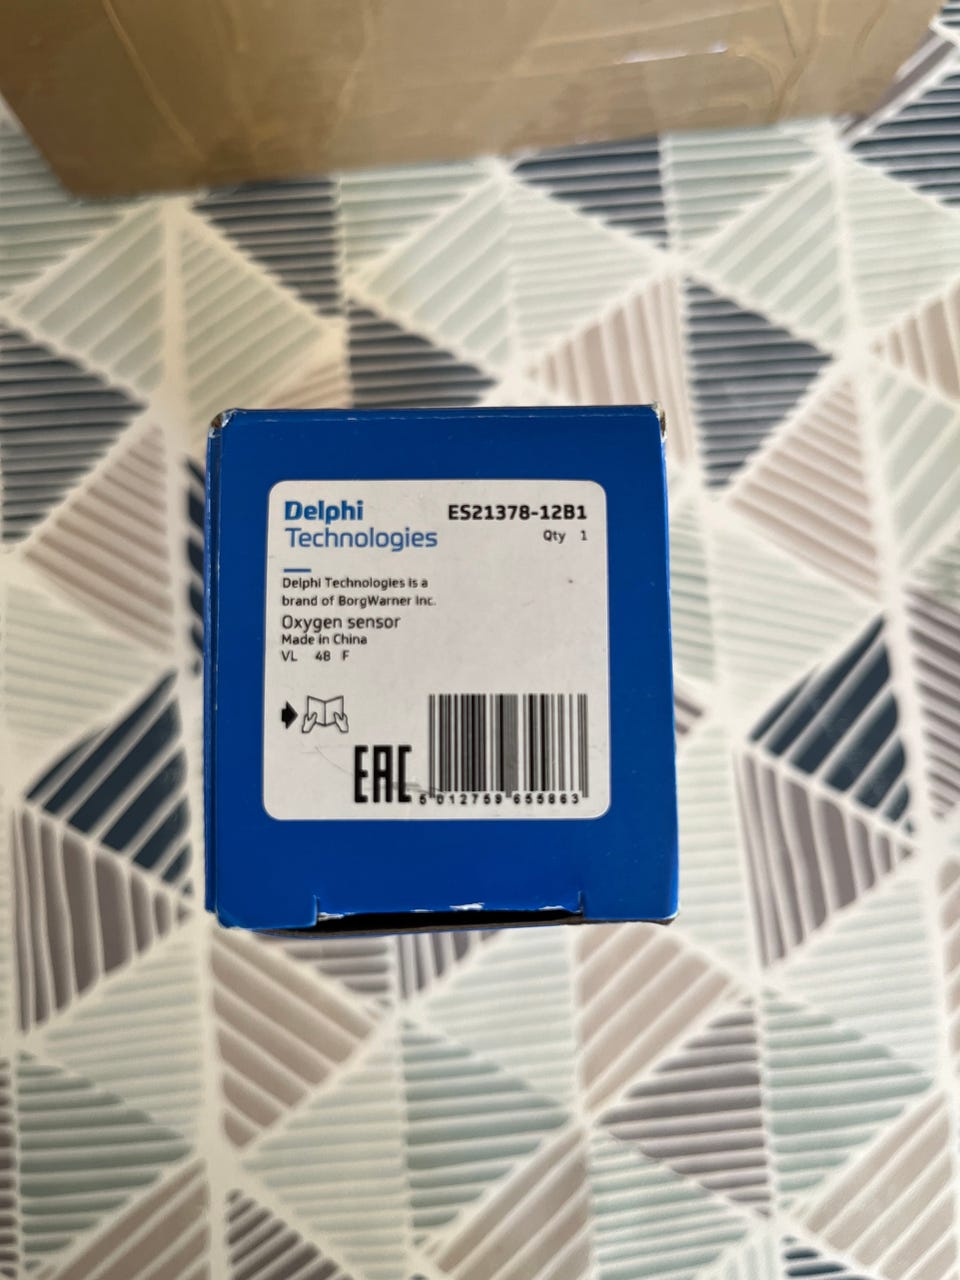 Delphi
Technologies
ES21378-12B1
Qty 1
Delphi Technologies is a
brand of BorgWarner Inc.
Oxygen sensor
Made in China
VL 48 F
EAC
5 012759 655863